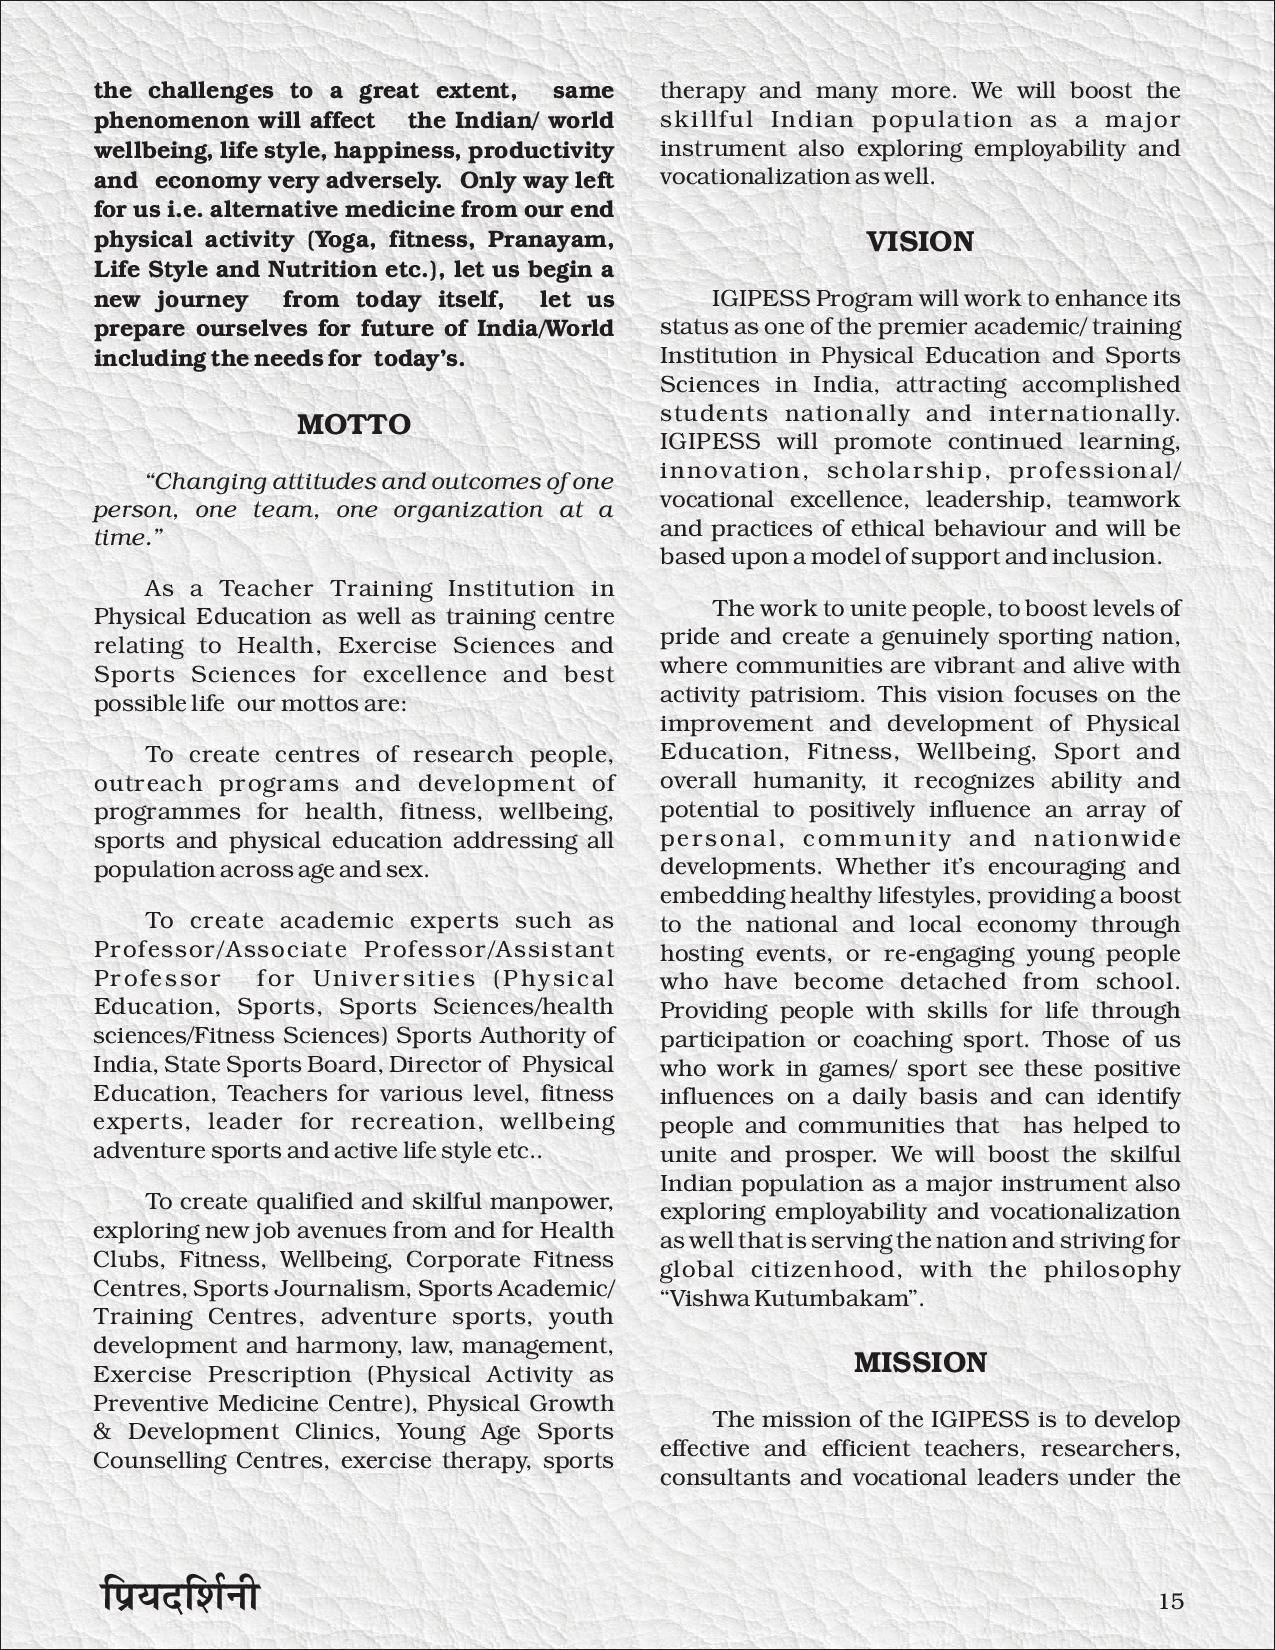 the challenges to a great extent, same
phenomenon will affect the Indian/ world
wellbeing, life style, happiness, productivity
and economy very adversely. Only way left
for us i.e. alternative medicine from our end
physical activity (Yoga, fitness, Pranayam,
Life Style and Nutrition etc.), let us begin a
new journey from today itself, let us
prepare ourselves for future of India/World
including the needs for today's.
MOTTO
“Changing attitudes and outcomes of one
person, one team, one organization at a
time.”
As a Teacher Training Institution in
Physical Education as well as training centre
relating to Health, Exercise Sciences and
Sports Sciences for excellence and best
possible life our mottos are:
To create centres of research people,
outreach programs and development of
programmes for health, fitness, wellbeing,
sports and physical education addressing all
population across age and sex.
To create academic experts such as
Professor/Associate Professor/Assistant
Professor for Universities (Physical
Education, Sports, Sports Sciences/health
sciences/Fitness Sciences) Sports Authority of
India, State Sports Board, Director of Physical
Education, Teachers for various level, fitness
experts, leader for recreation, wellbeing
adventure sports and active life style etc..
To create qualified and skilful manpower,
exploring new job avenues from and for Health
Clubs, Fitness, Wellbeing, Corporate Fitness
Centres, Sports Journalism, Sports Academic/
Training Centres, adventure sports, youth
development and harmony, law, management,
Exercise Prescription (Physical Activity as
Preventive Medicine Centre), Physical Growth
& Development Clinics, Young Age Sports
Counselling Centres, exercise therapy, sports
therapy and many more. We will boost the
skillful Indian population as a major
instrument also exploring employability and
vocationalization as well.
VISION
IGIPESS Program will work to enhance its
status as one of the premier academic/ training
Institution in Physical Education and Sports
Sciences in India, attracting accomplished
students nationally and internationally.
IGIPESS will promote continued learning,
innovation, scholarship, professional/
vocational excellence, leadership, teamwork
and practices of ethical behaviour and will be
based upon a model of support and inclusion.
The work to unite people, to boost levels of
pride and create a genuinely sporting nation,
where communities are vibrant and alive with
activity patrisiom. This vision focuses on the
improvement and development of Physical
Education, Fitness, Wellbeing, Sport and
overall humanity, it recognizes ability and
potential to positively influence an array of
personal, community and nationwide
developments. Whether it's encouraging and
embedding healthy lifestyles, providing a boost
to the national and local economy through
hosting events, or re-engaging young people
who have become detached from school.
Providing people with skills for life through
participation or coaching sport. Those of us
who work in games/ sport see these positive
influences on a daily basis and can identify
people and communities that has helped to
unite and prosper. We will boost the skilful
Indian population as a major instrument also
exploring employability and vocationalization
as well that is serving the nation and striving for
global citizenhood, with the philosophy
“Vishwa Kutumbakam”.
MISSION
The mission of the IGIPESS is to develop
effective and efficient teachers, researchers,
consultants and vocational leaders under the
प्रियदर्शिनी
15